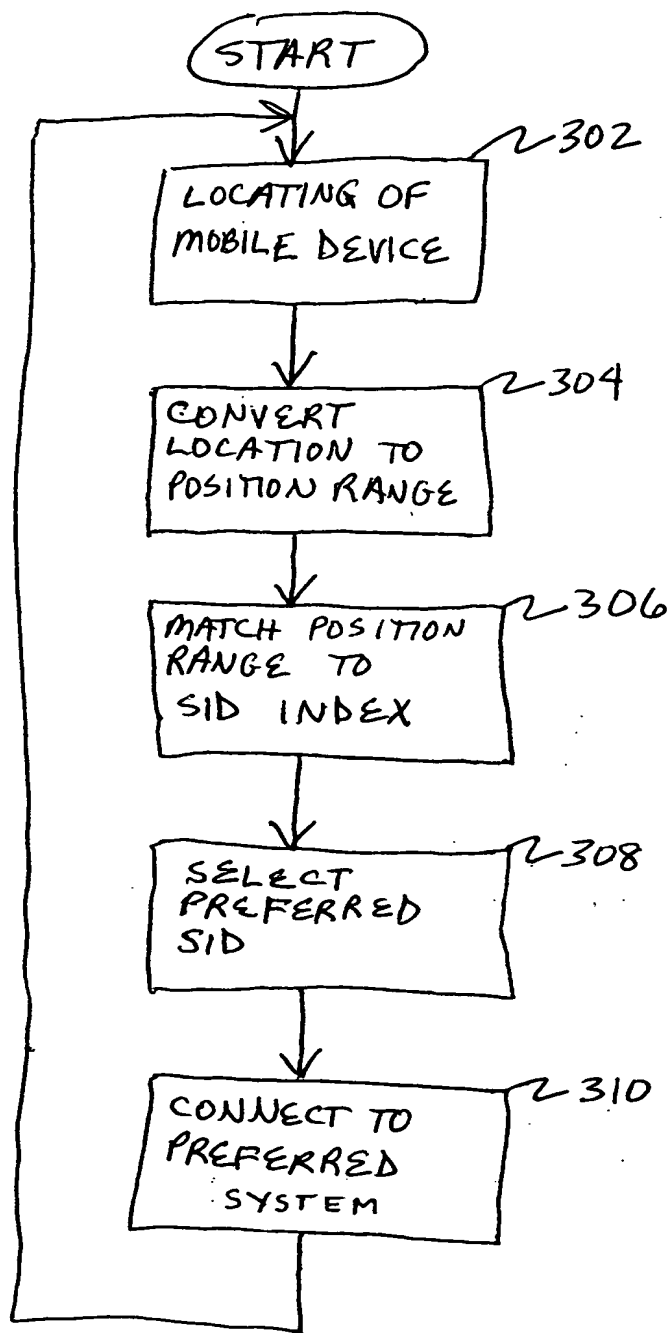 START
302
LOCATING OF
MOBILE DEVICE
304
CONVERT
LOCATION TO
POSITION RANGE
306
MATCH POSITION
RANGE TO
SID INDEX
308
SELECT
PREFERRED
SID
310
CONNECT TO
PREFERRED
SYSTEM